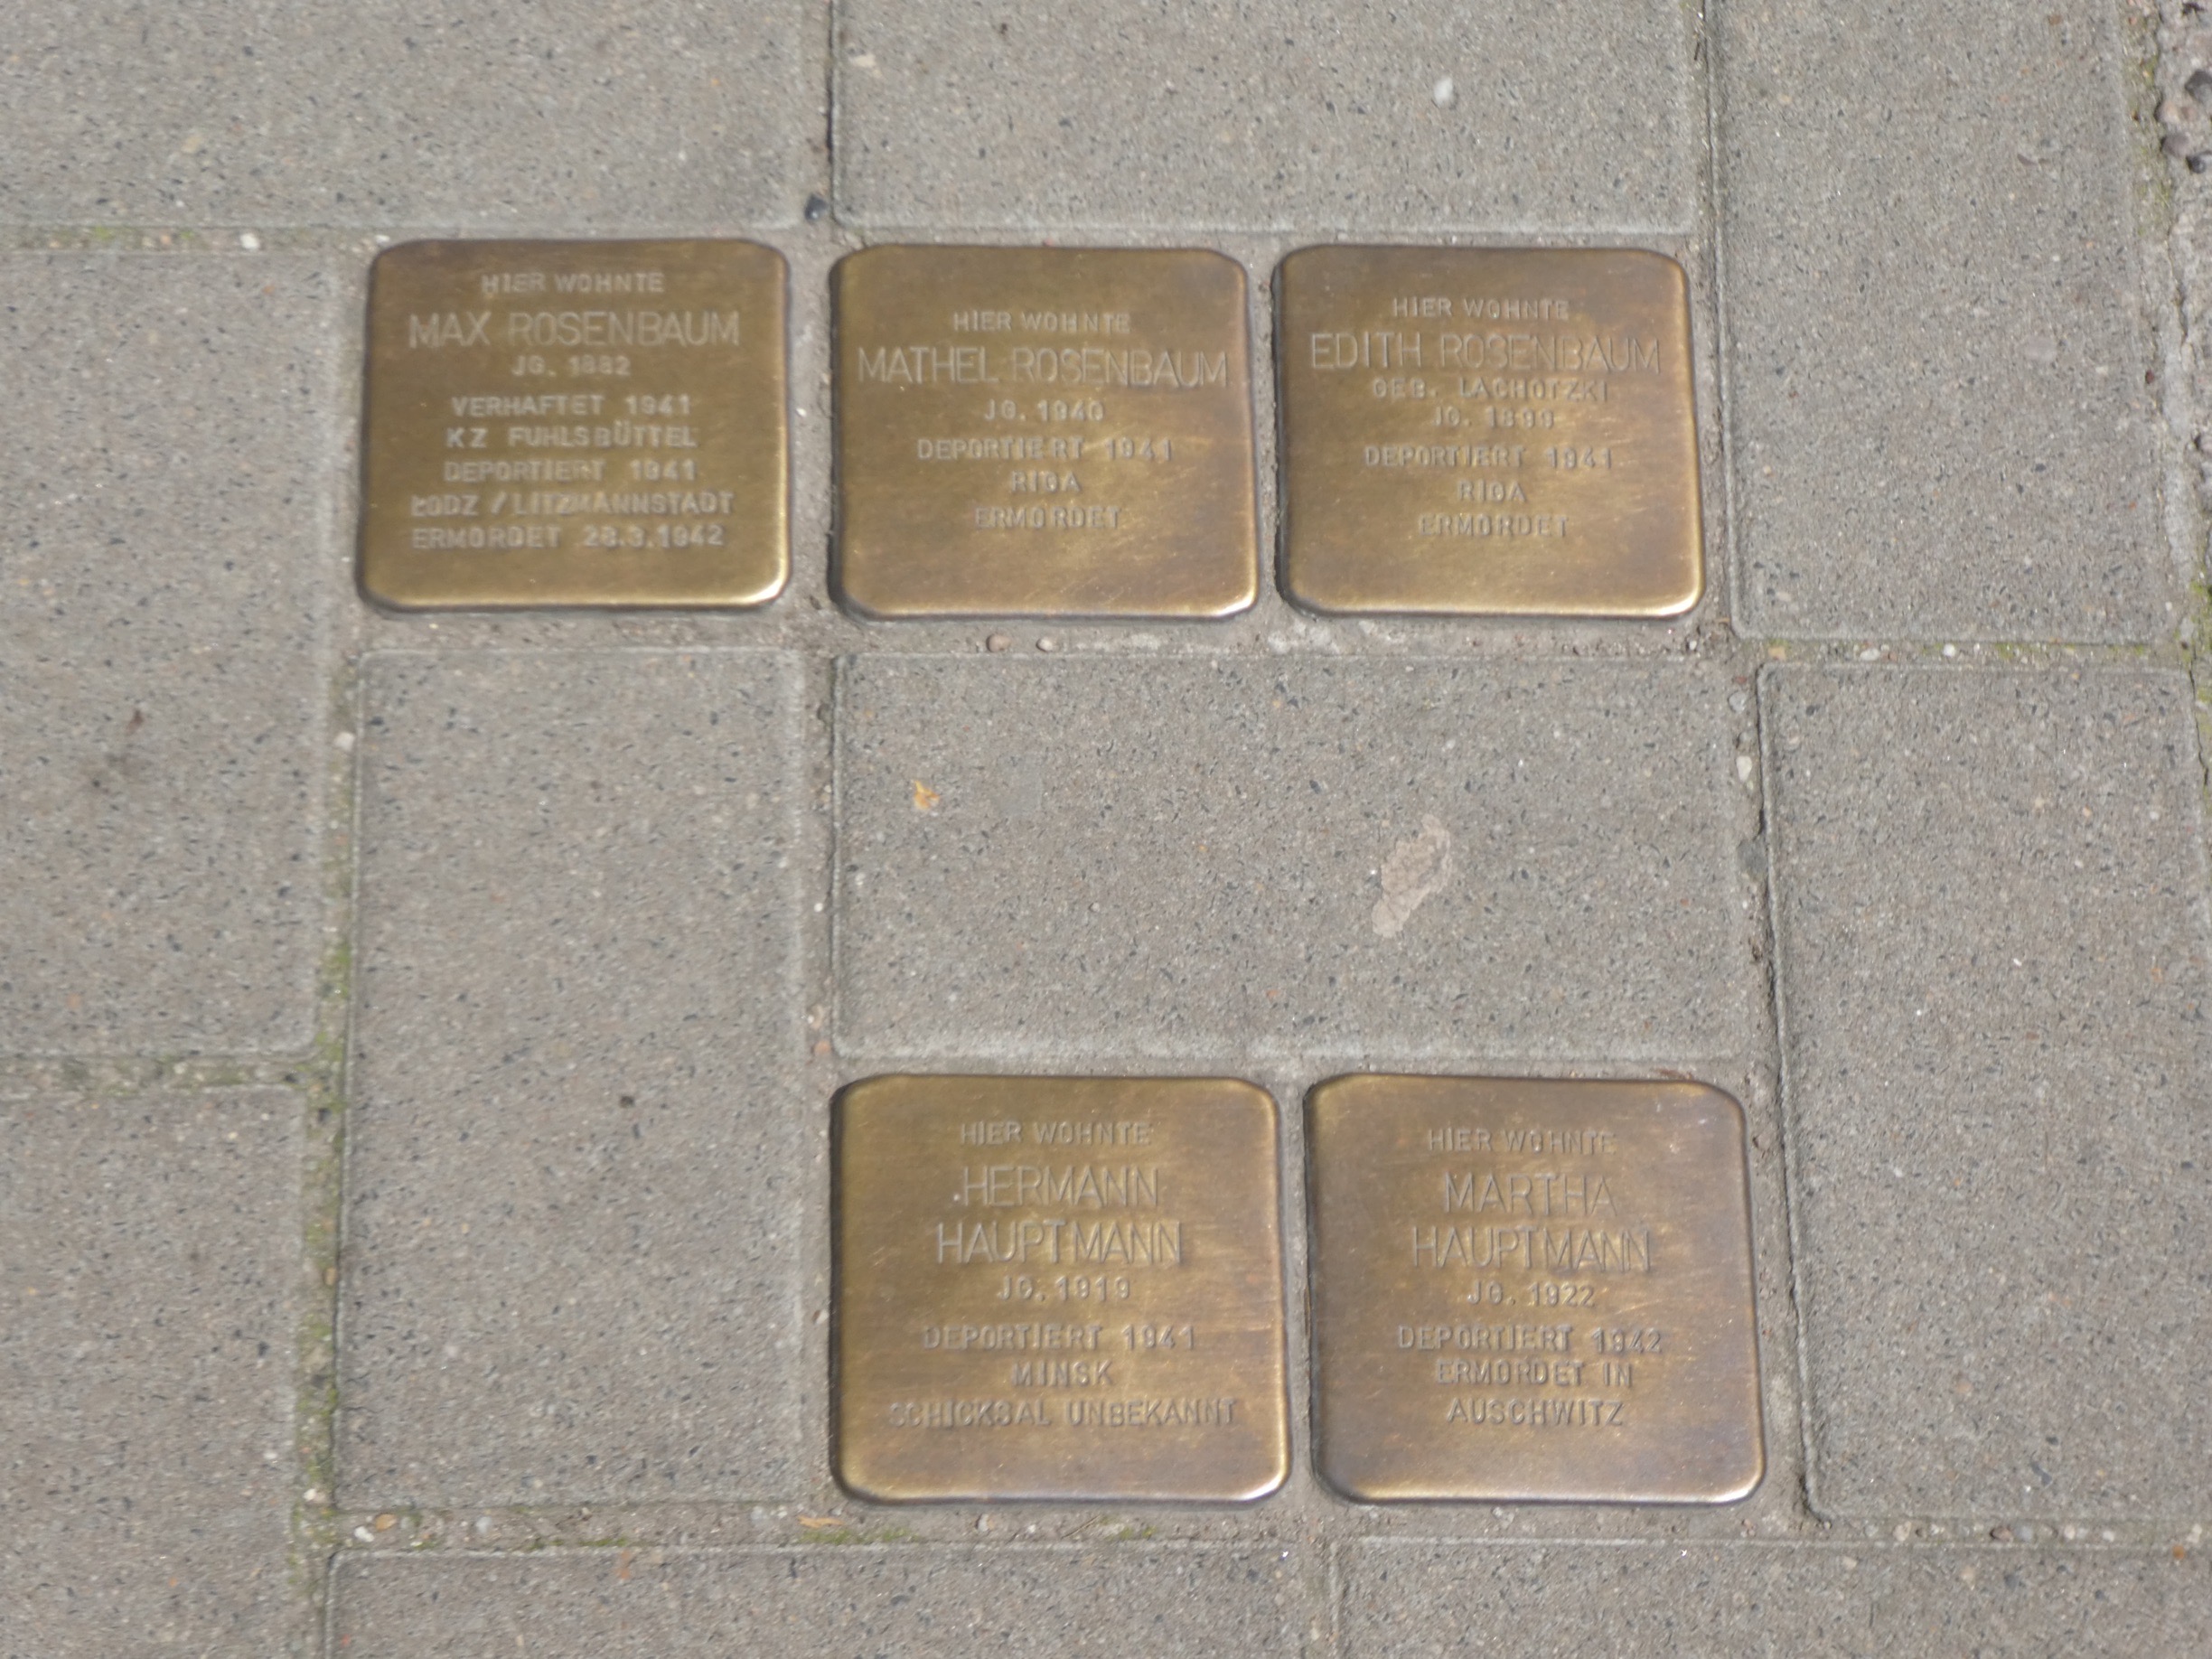 HIER WOHNTE
MAX ROSENBAUM
JG. 1882
VERHAFTET 1941
KZ FUHLSBÜTTEL
DEPORTIERT 1941
ŁODZ / LITZMANNSTADT
ERMORDET 28.3.1942
HIER WOHNTE
MATHEL ROSENBAUM
JG. 1940
DEPORTIERT 1941
RIGA
ERMORDET
HIER WOHNTE
EDITH ROSENBAUM
GEB. LACHOTZKI
JG. 1899
DEPORTIERT 1941
RIGA
ERMORDET
HIER WOHNTE
HERMANN
HAUPTMANN
JG. 1919
DEPORTIERT 1941
MINSK
SCHICKSAL UNBEKANNT
HIER WOHNTE
MARTHA
HAUPTMANN
JG. 1922
DEPORTIERT 1942
ERMORDET IN
AUSCHWITZ